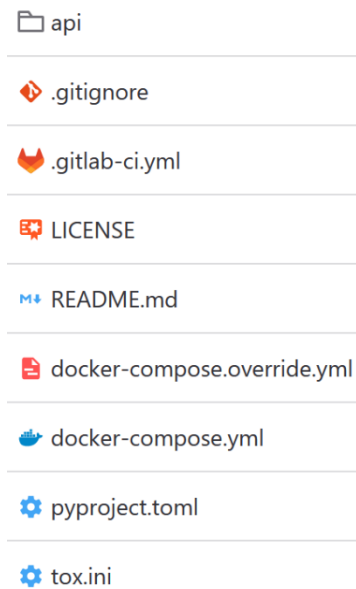 api
.gitignore
.gitlab-ci.yml
LICENSE
README.md
docker-compose.override.yml
docker-compose.yml
pyproject.toml
tox.ini